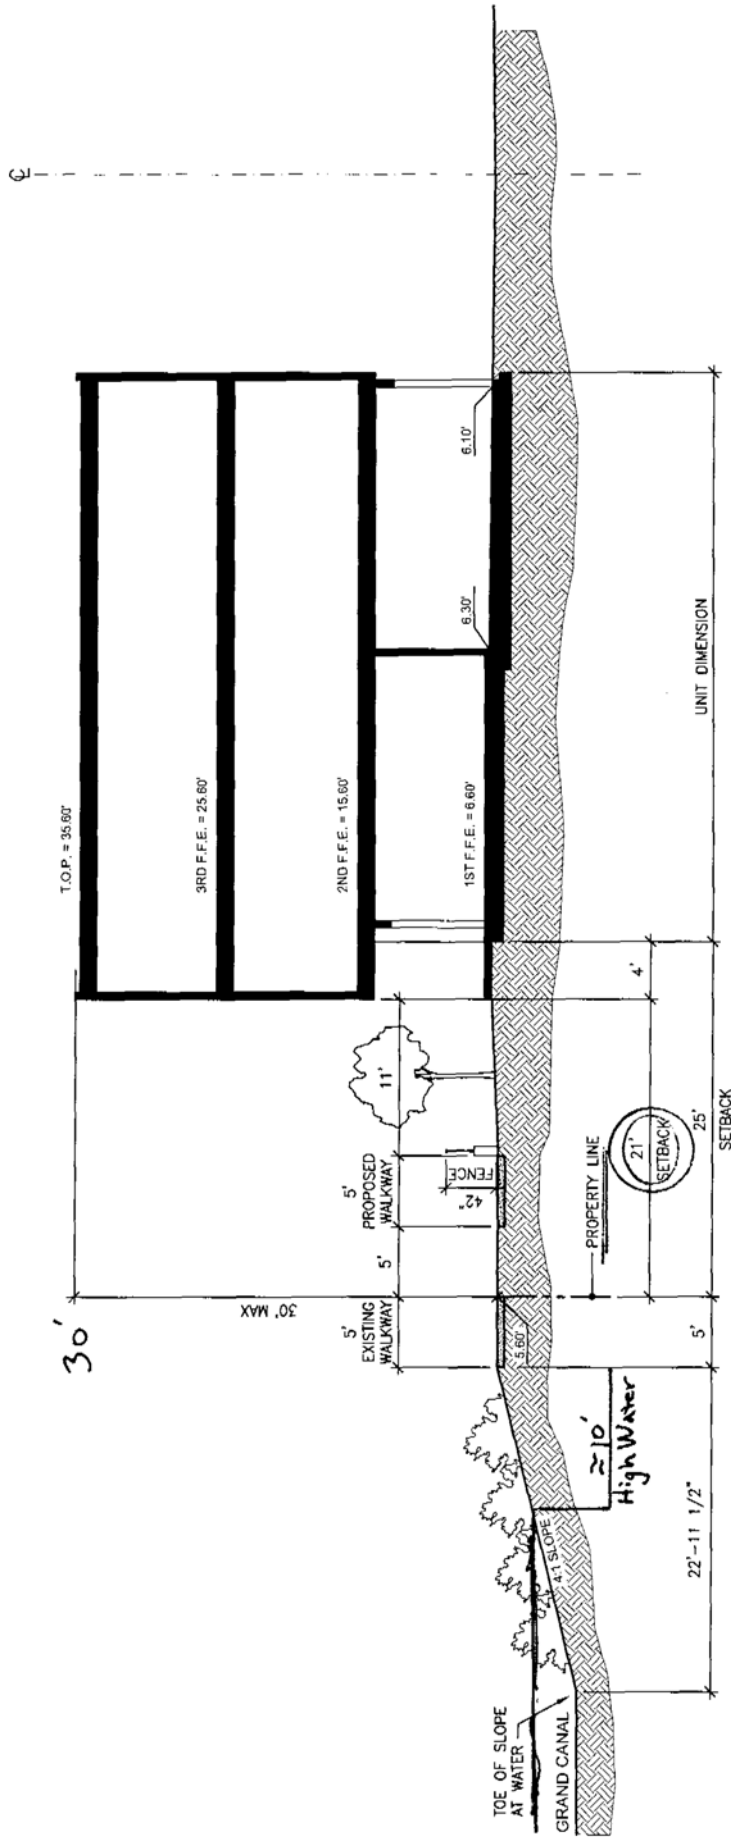 ℄
30'
T.O.P. = 35.60'
3RD F.F.E. = 25.60'
2ND F.F.E. = 15.60'
1ST F.F.E. = 6.60'
6.30'
6.10'
30' MAX
5'
EXISTING
WALKWAY
5'
5'
PROPOSED
WALKWAY
11'
42"
FENCE
5.60'
TOE OF SLOPE
AT WATER
GRAND CANAL
4:1 SLOPE
≈10'
High Water
PROPERTY LINE
21'
SETBACK
4'
22'-11 1/2"
5'
25'
SETBACK
UNIT DIMENSION